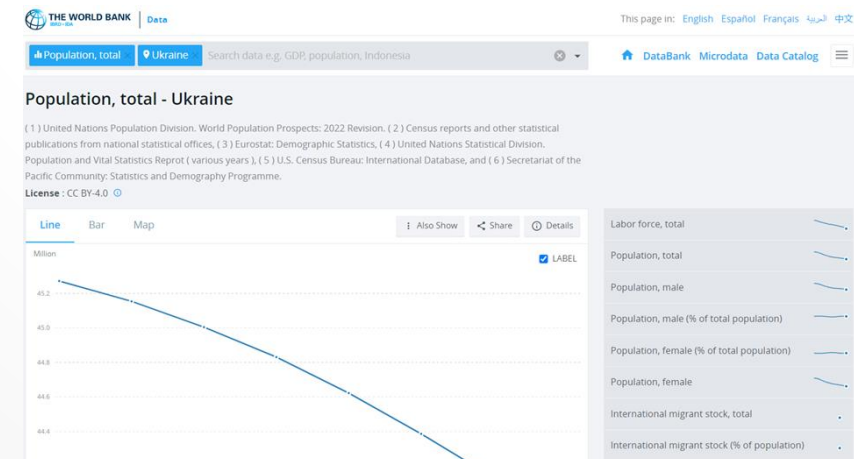 THE WORLD BANK
IBRD • IDA
Data
This page in: English Español Français العربية 中文
Population, total × Ukraine × Search data e.g. GDP, population, Indonesia
DataBank Microdata Data Catalog
Population, total - Ukraine
( 1 ) United Nations Population Division. World Population Prospects: 2022 Revision. ( 2 ) Census reports and other statistical
publications from national statistical offices, ( 3 ) Eurostat: Demographic Statistics, ( 4 ) United Nations Statistical Division.
Population and Vital Statistics Reprot ( various years ), ( 5 ) U.S. Census Bureau: International Database, and ( 6 ) Secretariat of the
Pacific Community: Statistics and Demography Programme.
License : CC BY-4.0
Line Bar Map
Also Show Share Details
Million
LABEL
45.2
45.0
44.8
44.6
44.4
Labor force, total
Population, total
Population, male
Population, male (% of total population)
Population, female (% of total population)
Population, female
International migrant stock, total
International migrant stock (% of population)